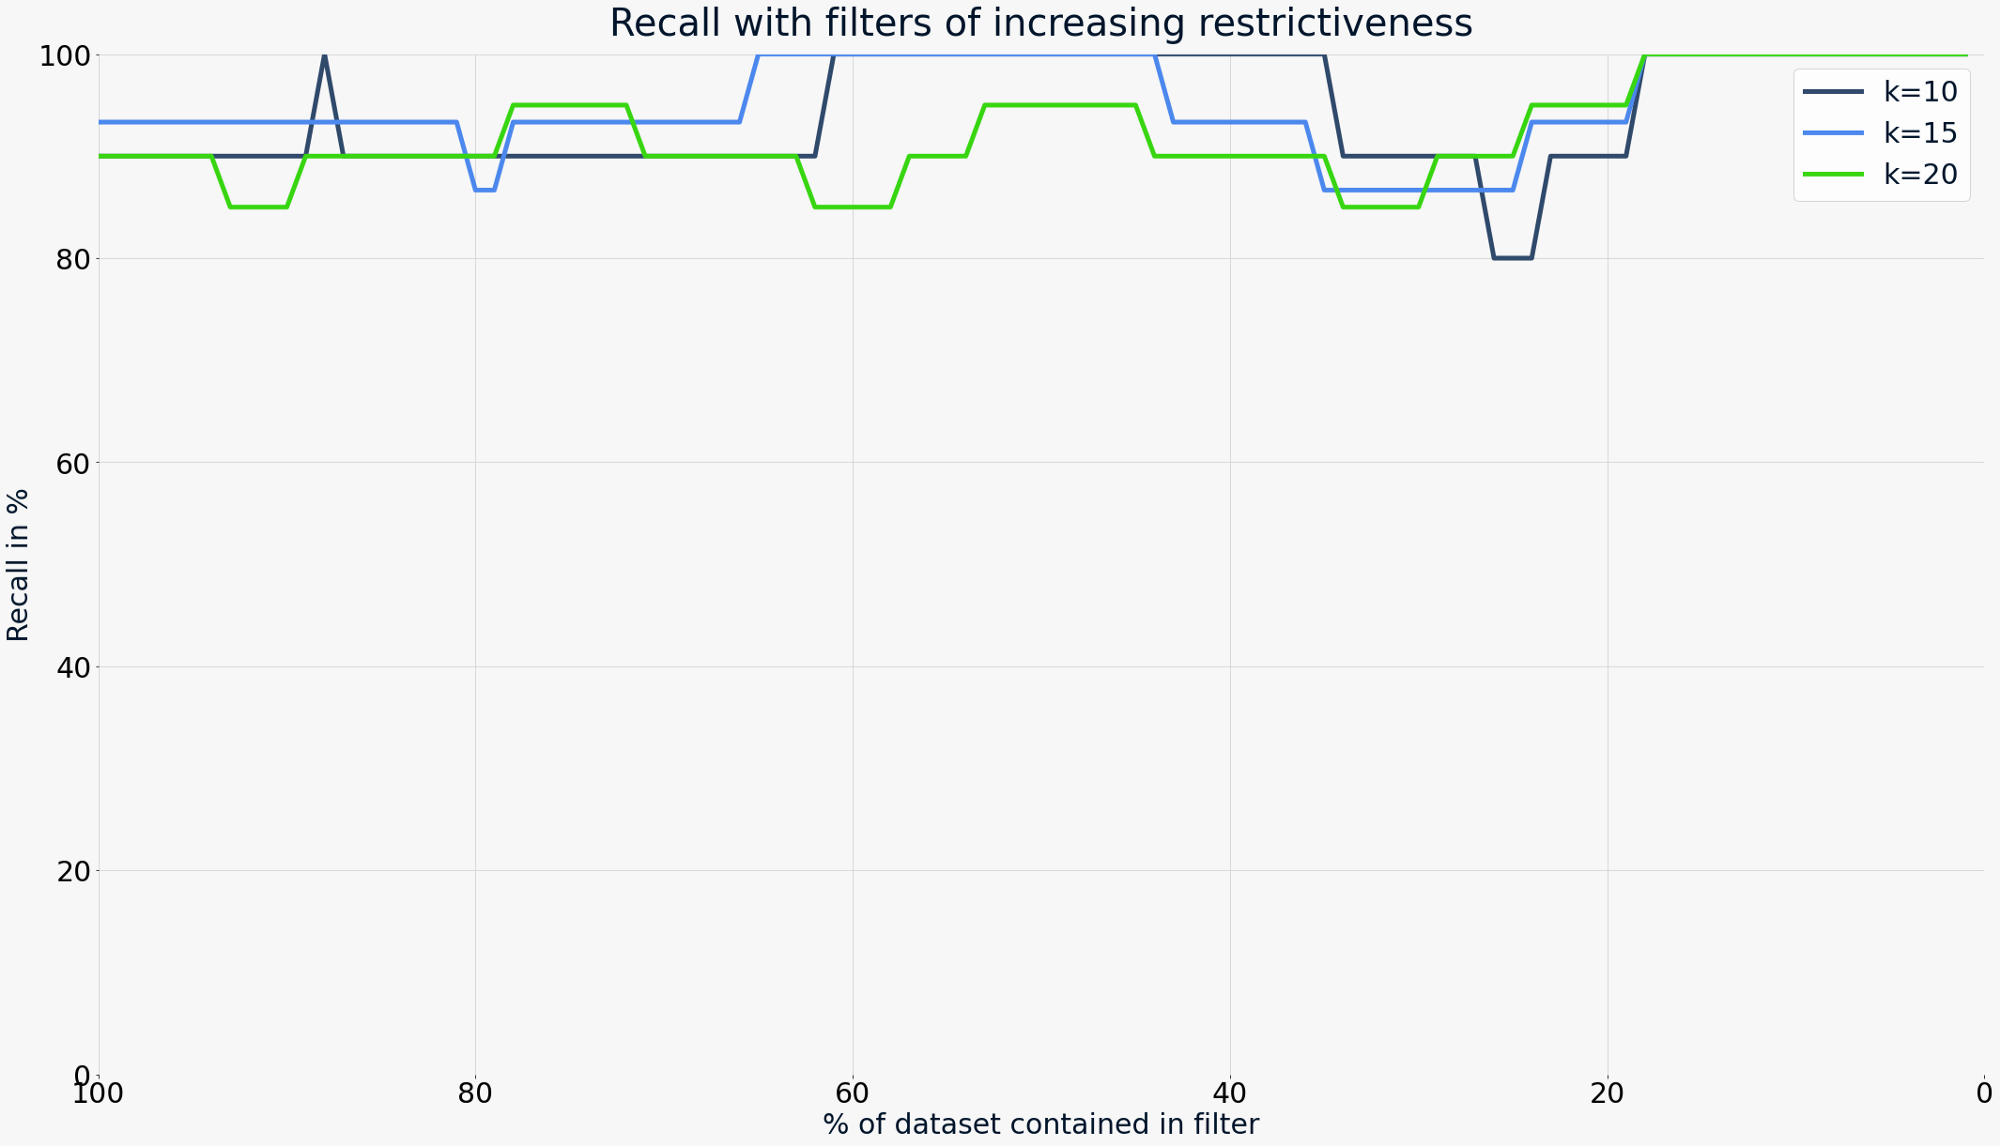 Recall with filters of increasing restrictiveness
100
80
60
40
20
0
Recall in %
k=10
k=15
k=20
100
80
60
40
20
0
% of dataset contained in filter